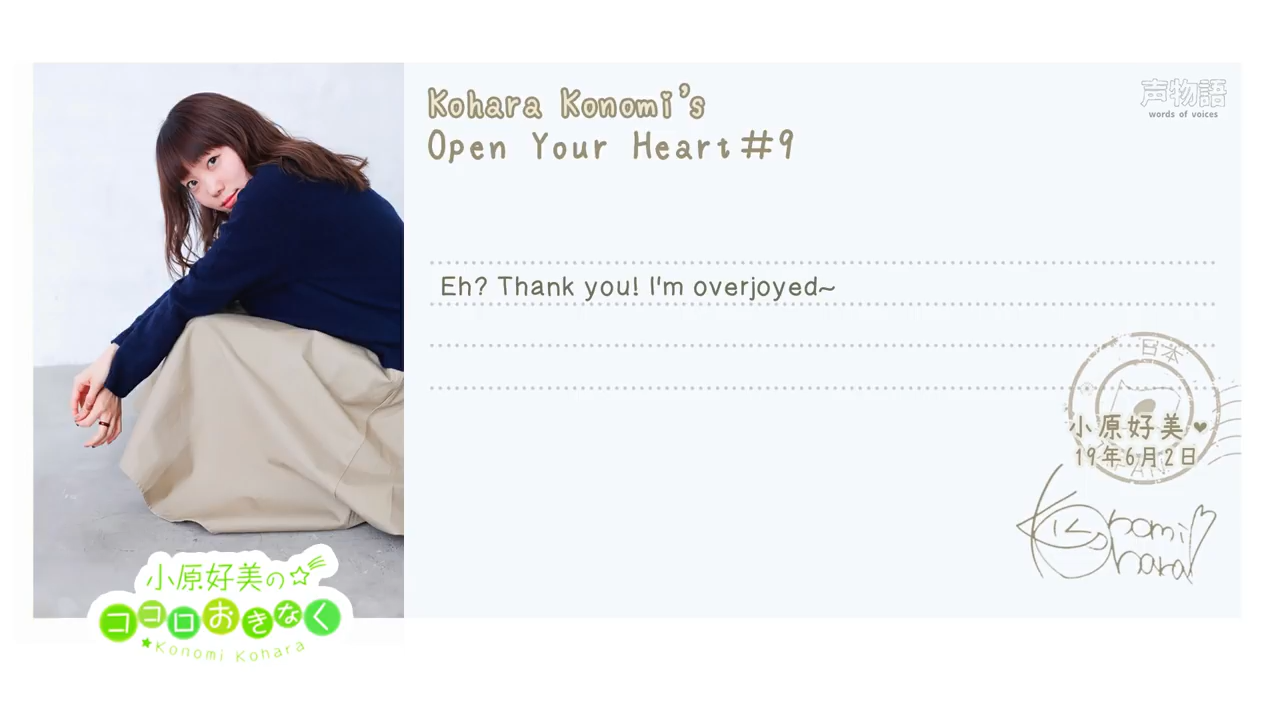 Kohara Konomi's
Open Your Heart #9
声物語
words of voices
Eh? Thank you! I'm overjoyed~
日本
小原好美❤
19年6月2日
Konomi
Kohara
小原好美の☆
ココロおきなく
★Konomi Kohara